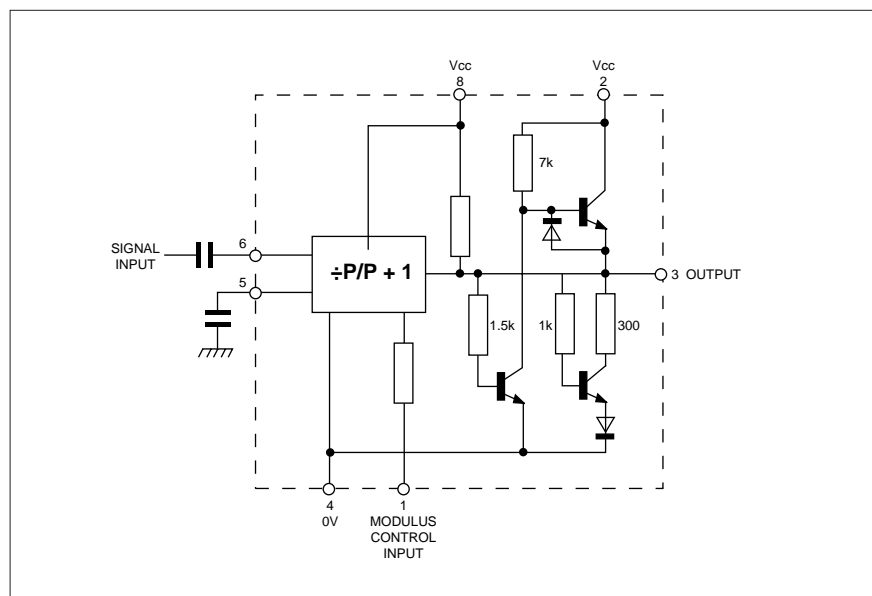 Vcc
8
Vcc
2
7k
SIGNAL
INPUT
6
÷P/P + 1
5
3 OUTPUT
1.5k
1k
300
4
0V
1
MODULUS
CONTROL
INPUT